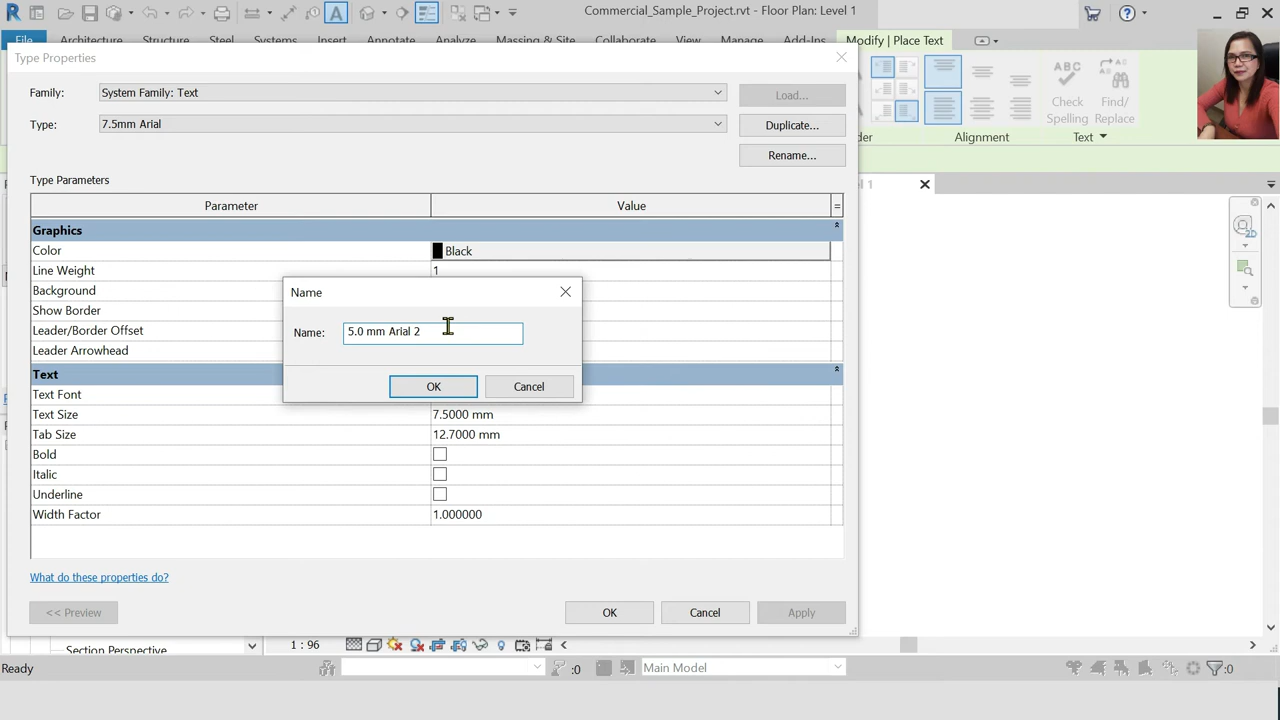 Commercial_Sample_Project.rvt - Floor Plan: Level 1
File Architecture Structure Steel Systems Insert Annotate Analyze Massing & Site Collaborate View Manage Add-Ins Modify | Place Text
Type Properties
Family: System Family: Text Load...
Type: 7.5mm Arial Duplicate...
Rename...
ABC
Check Spelling
Find/ Replace
Alignment Text
Type Parameters
Parameter Value =
Graphics
Color Black
Line Weight 1
Background
Show Border
Leader/Border Offset
Leader Arrowhead
Name
Name: 5.0 mm Arial 2
OK Cancel
Text
Text Font
Text Size 7.5000 mm
Tab Size 12.7000 mm
Bold
Italic
Underline
Width Factor 1.000000
What do these properties do?
<< Preview OK Cancel Apply
Section Perspective 1 : 96
Ready :0 Main Model :0